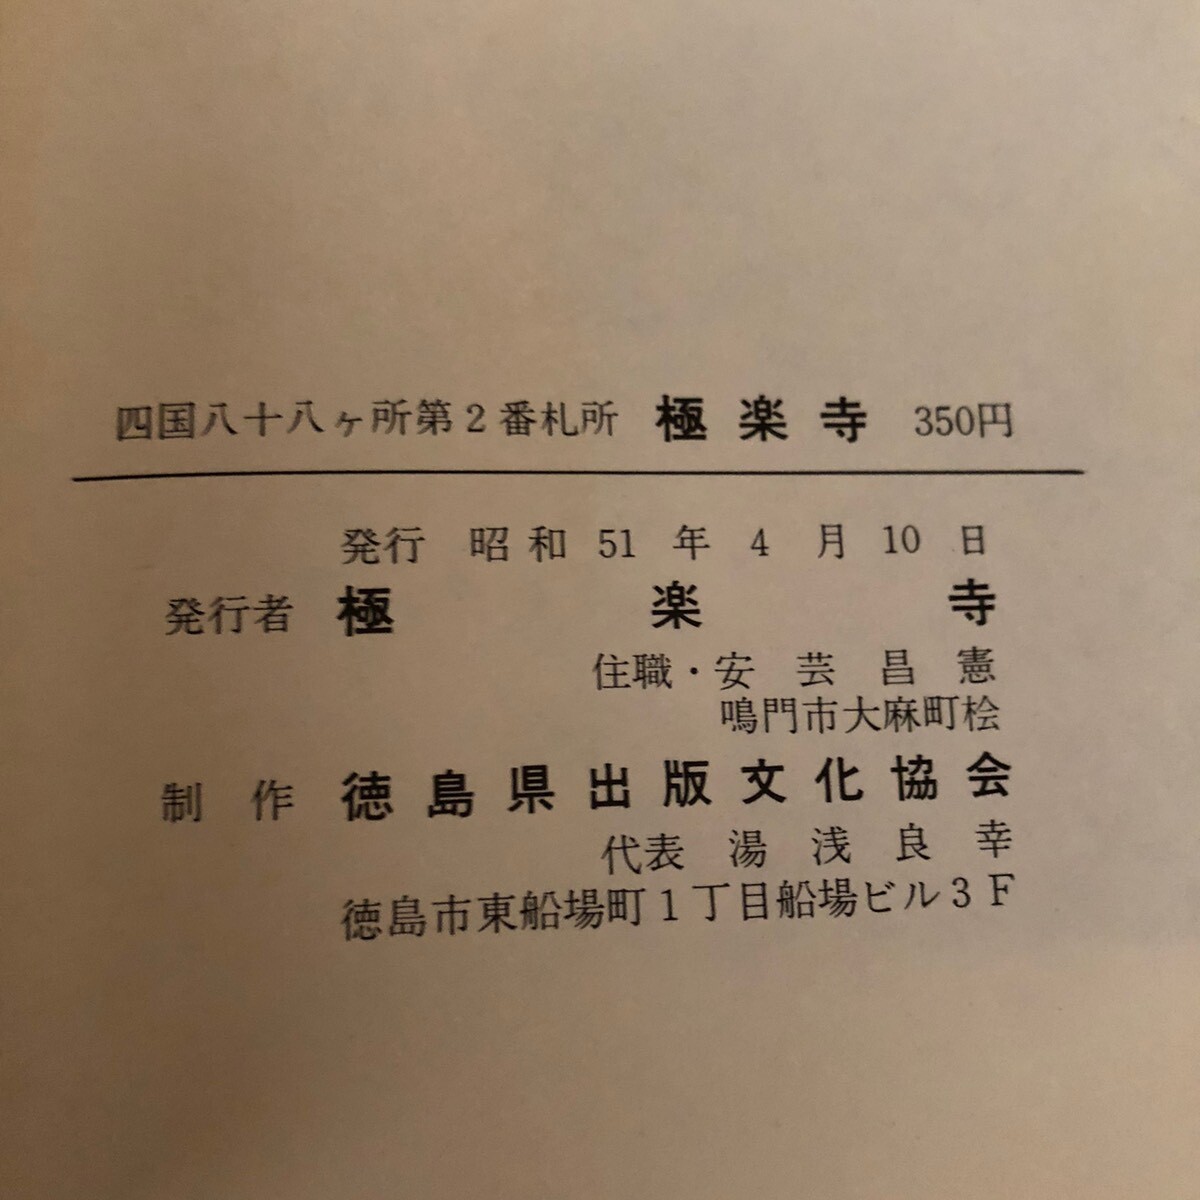 四国八十八ヶ所第2番札所 極楽寺 350円
発行 昭和 51 年 4 月 10 日
発行者 極楽寺
住職・安芸昌憲
鳴門市大麻町桧
制作 徳島県出版文化協会
代表 湯浅良幸
徳島市東船場町1丁目船場ビル3F